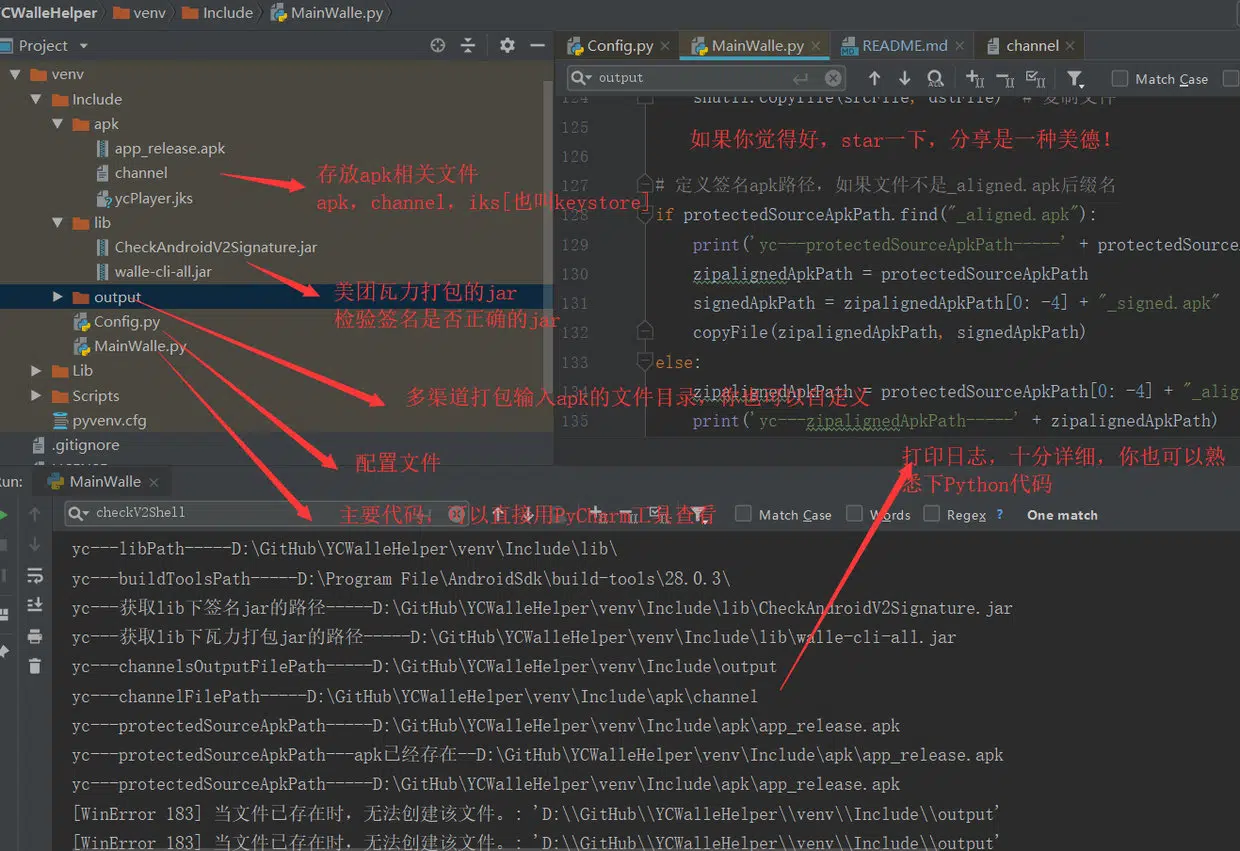 YCWalleHelper venv Include MainWalle.py
Project
Config.py MainWalle.py README.md channel
output Match Case
venv
Include
apk
app_release.apk
channel
ycPlayer.jks
lib
CheckAndroidV2Signature.jar
walle-cli-all.jar
output
Config.py
MainWalle.py
Lib
Scripts
pyvenv.cfg
.gitignore
存放apk相关文件
apk, channel, iks[也叫keystore]
美团瓦力打包的jar
检验签名是否正确的jar
多渠道打包输入apk的文件目录, 你也可以自定义
配置文件
124 shutil.copyfile(srcFile, dstFile) # 复制文件
125
如果你觉得好, star一下, 分享是一种美德!
126
127 # 定义签名apk路径, 如果文件不是_aligned.apk后缀名
128 if protectedSourceApkPath.find("_aligned.apk"):
129 print('yc---protectedSourceApkPath-----' + protectedSource
130 zipalignedApkPath = protectedSourceApkPath
131 signedApkPath = zipalignedApkPath[0: -4] + "_signed.apk"
132 copyFile(zipalignedApkPath, signedApkPath)
133 else:
134 zipalignedApkPath = protectedSourceApkPath[0: -4] + "_alig
135 print('yc---zipalignedApkPath-----' + zipalignedApkPath)
打印日志, 十分详细, 你也可以熟
悉下Python代码
Run: MainWalle
checkV2Shell Match Case Words Regex ? One match
主要代码, 以直接用PyCharm工具查看
yc---libPath-----D:\GitHub\YCWalleHelper\venv\Include\lib\
yc---buildToolsPath-----D:\Program File\AndroidSdk\build-tools\28.0.3\
yc---获取lib下签名jar的路径-----D:\GitHub\YCWalleHelper\venv\Include\lib\CheckAndroidV2Signature.jar
yc---获取lib下瓦力打包jar的路径-----D:\GitHub\YCWalleHelper\venv\Include\lib\walle-cli-all.jar
yc---channelsOutputFilePath-----D:\GitHub\YCWalleHelper\venv\Include\output
yc---channelFilePath-----D:\GitHub\YCWalleHelper\venv\Include\apk\channel
yc---protectedSourceApkPath-----D:\GitHub\YCWalleHelper\venv\Include\apk\app_release.apk
yc---protectedSourceApkPath---apk已经存在--D:\GitHub\YCWalleHelper\venv\Include\apk\app_release.apk
yc---protectedSourceApkPath-----D:\GitHub\YCWalleHelper\venv\Include\apk\app_release.apk
[WinError 183] 当文件已存在时, 无法创建该文件。: 'D:\\GitHub\\YCWalleHelper\\venv\\Include\\output'
[WinError 183] 当文件已存在时, 无法创建该文件。: 'D:\\GitHub\\YCWalleHelper\\venv\\Include\\output'